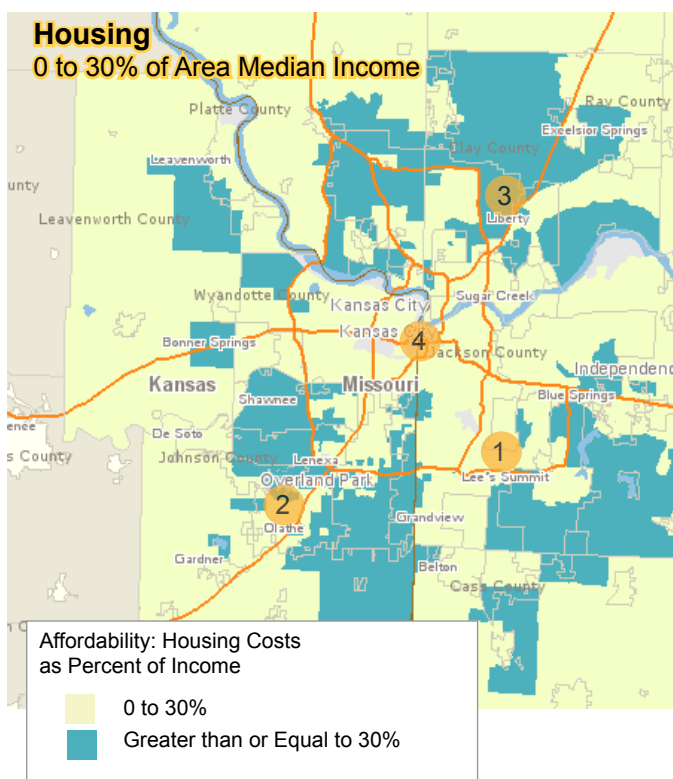 Housing
0 to 30% of Area Median Income
Platte County
Ray County
Excelsior Springs
Clay County
Leavenworth
unty
3
Leavenworth County
Liberty
Wyandotte County
Sugar Creek
Kansas City
Kansas
4
Jackson County
Bonner Springs
Independenc
Kansas
Missouri
Blue Springs
Shawnee
ence
De Soto
1
s County
Johnson County
Lenexa
Lee's Summit
Overland Park
2
Grandview
Olathe
Gardner
Belton
Cass County
Affordability: Housing Costs
as Percent of Income
0 to 30%
Greater than or Equal to 30%